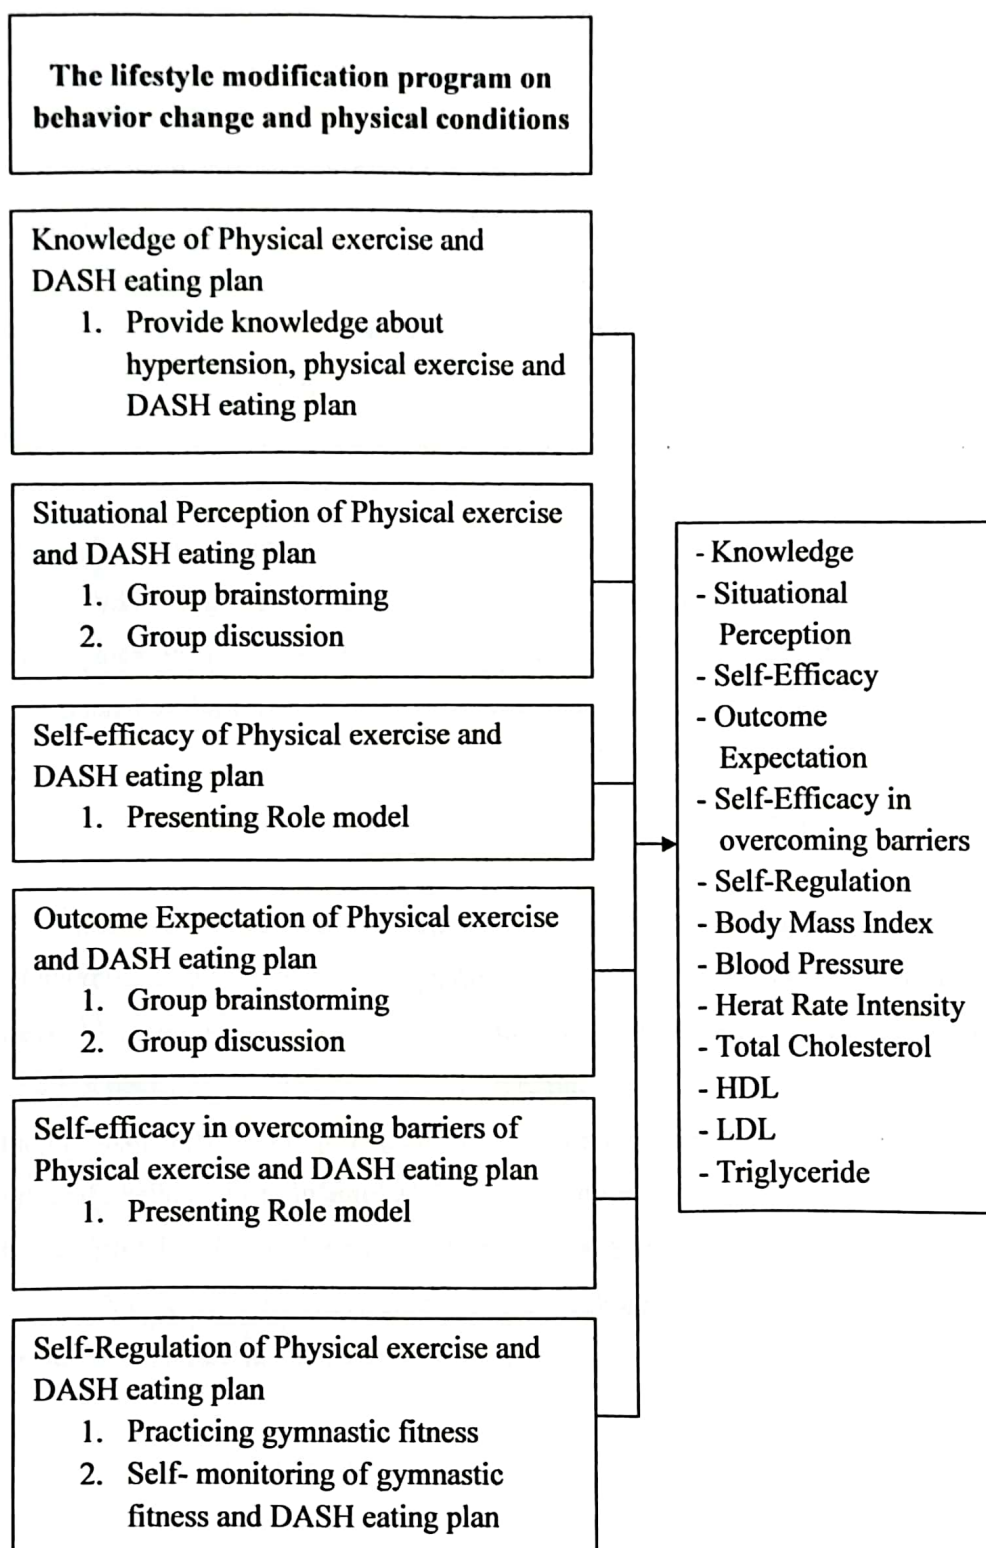 The lifestyle modification program on
behavior change and physical conditions
Knowledge of Physical exercise and
DASH eating plan
1. Provide knowledge about
hypertension, physical exercise and
DASH eating plan
Situational Perception of Physical exercise
and DASH eating plan
1. Group brainstorming
2. Group discussion
Self-efficacy of Physical exercise and
DASH eating plan
1. Presenting Role model
Outcome Expectation of Physical exercise
and DASH eating plan
1. Group brainstorming
2. Group discussion
Self-efficacy in overcoming barriers of
Physical exercise and DASH eating plan
1. Presenting Role model
Self-Regulation of Physical exercise and
DASH eating plan
1. Practicing gymnastic fitness
2. Self- monitoring of gymnastic
fitness and DASH eating plan
- Knowledge
- Situational
Perception
- Self-Efficacy
- Outcome
Expectation
- Self-Efficacy in
overcoming barriers
- Self-Regulation
- Body Mass Index
- Blood Pressure
- Herat Rate Intensity
- Total Cholesterol
- HDL
- LDL
- Triglyceride